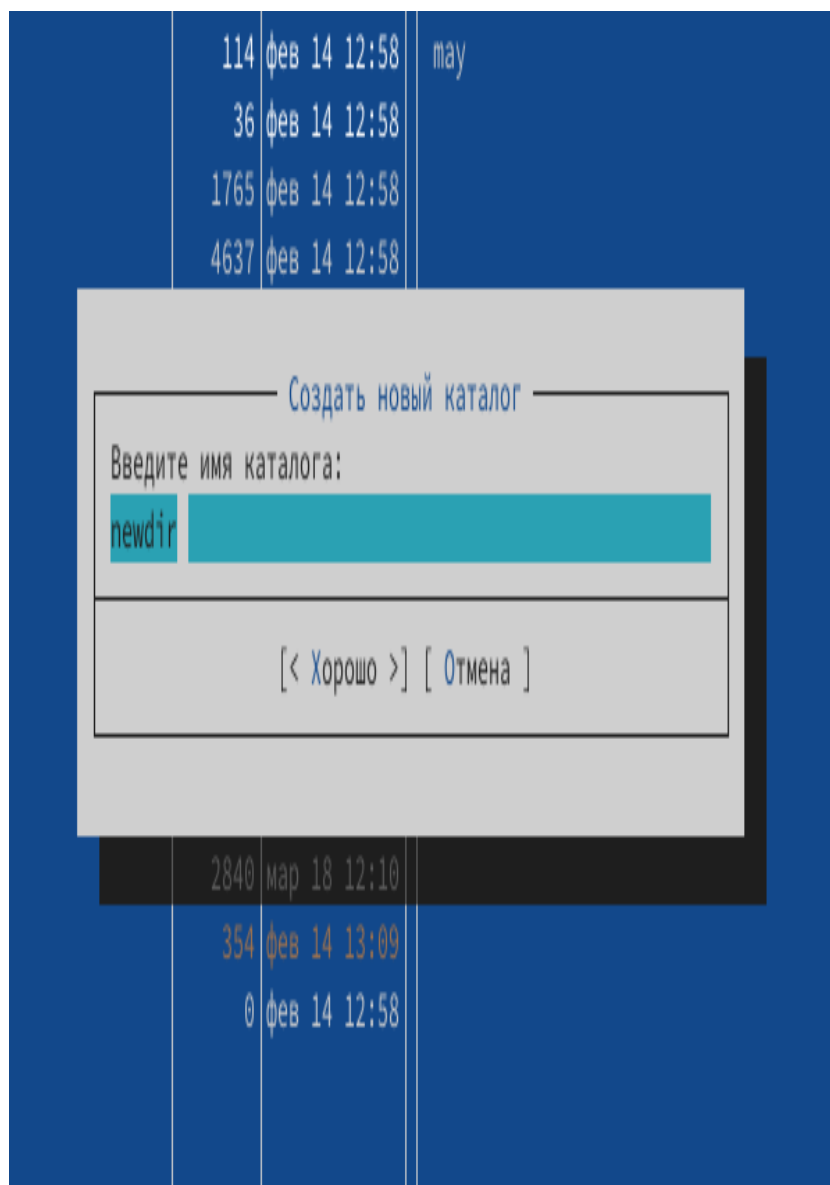 114 фев 14 12:58 may
36 фев 14 12:58
1765 фев 14 12:58
4637 фев 14 12:58
Создать новый каталог
Введите имя каталога:
newdir
[< Хорошо >] [ Отмена ]
2840 мар 18 12:10
354 фев 14 13:09
0 фев 14 12:58